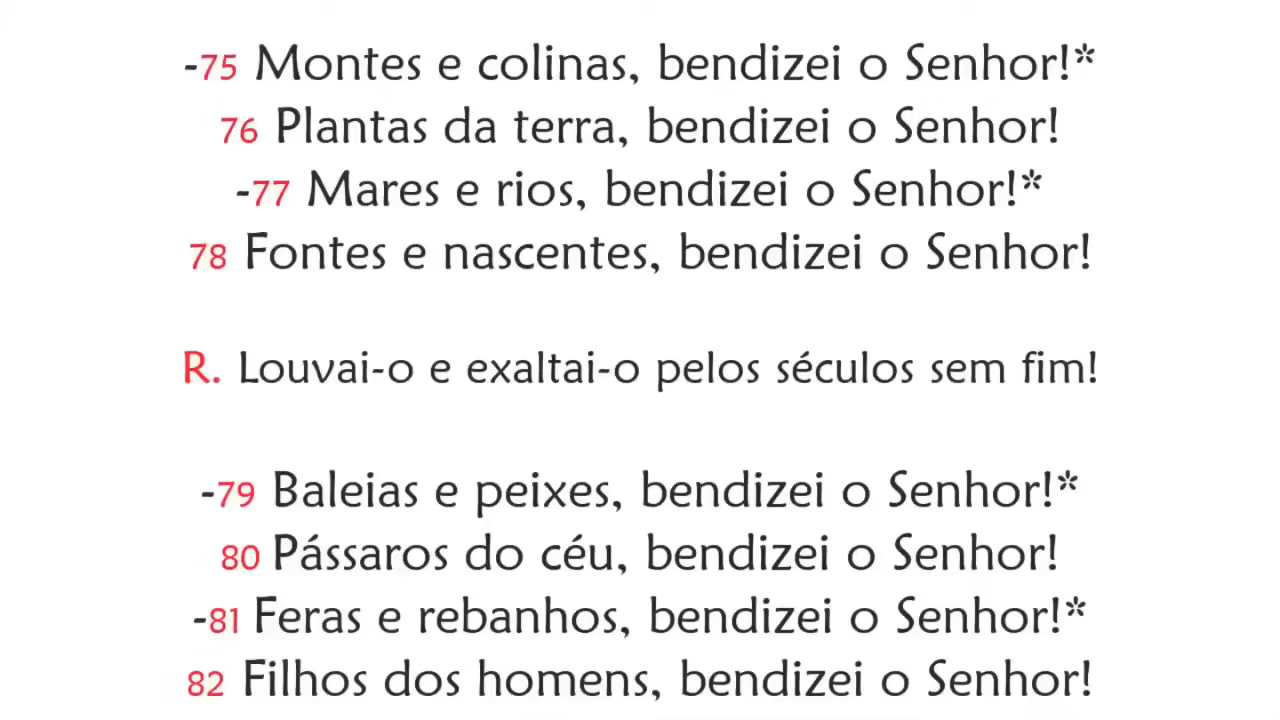 -75 Montes e colinas, bendizei o Senhor!*
76 Plantas da terra, bendizei o Senhor!
-77 Mares e rios, bendizei o Senhor!*
78 Fontes e nascentes, bendizei o Senhor!
R. Louvai-o e exaltai-o pelos séculos sem fim!
-79 Baleias e peixes, bendizei o Senhor!*
80 Pássaros do céu, bendizei o Senhor!
-81 Feras e rebanhos, bendizei o Senhor!*
82 Filhos dos homens, bendizei o Senhor!